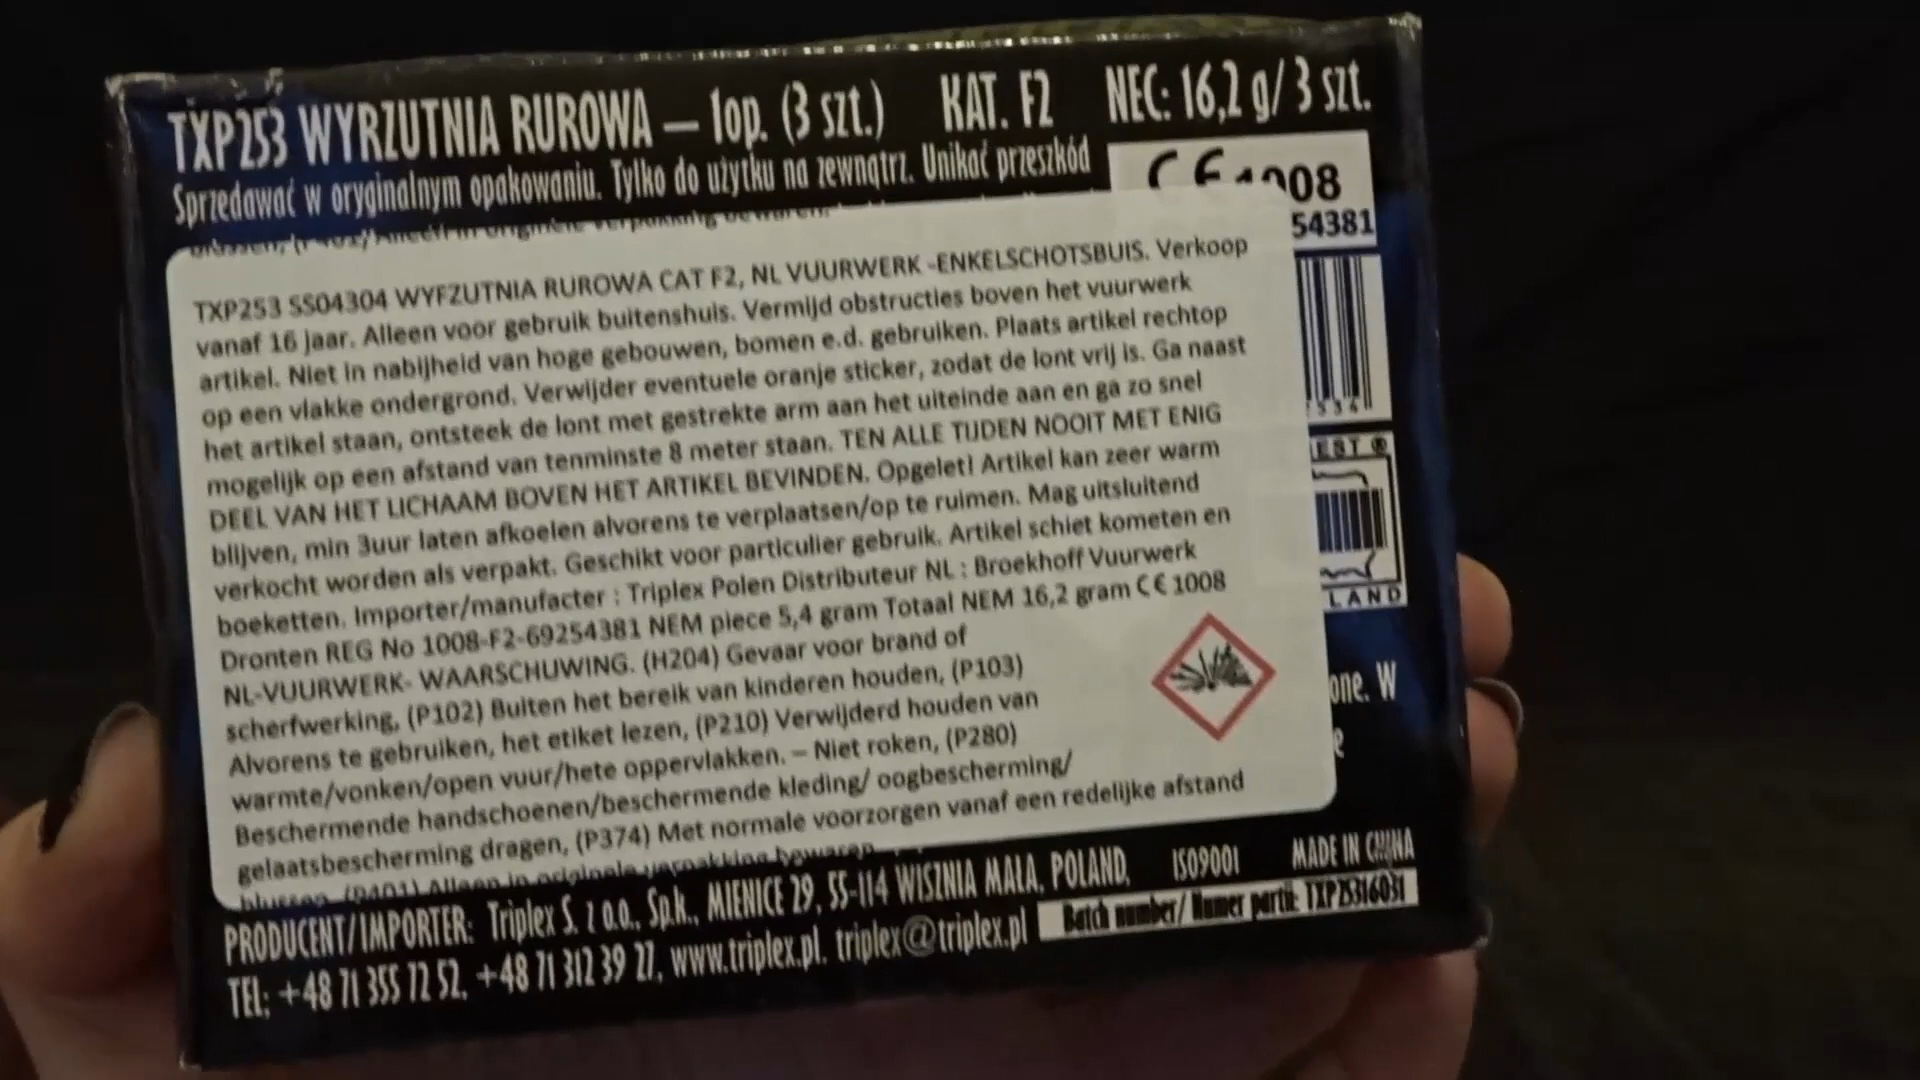 TXP253 WYRZUTNIA RUROWA – 1op. (3 szt.) KAT. F2 NEC: 16,2 g/ 3 szt.
Sprzedawać w oryginalnym opakowaniu. Tylko do użytku na zewnątrz. Unikać przeszkód
CE 1008
54381
TXP253 SS04304 WYFZUTNIA RUROWA CAT F2, NL VUURWERK -ENKELSCHOTSBUIS. Verkoop
vanaf 16 jaar. Alleen voor gebruik buitenshuis. Vermijd obstructies boven het vuurwerk
artikel. Niet in nabijheid van hoge gebouwen, bomen e.d. gebruiken. Plaats artikel rechtop
op een vlakke ondergrond. Verwijder eventuele oranje sticker, zodat de lont vrij is. Ga naast
het artikel staan, ontsteek de lont met gestrekte arm aan het uiteinde aan en ga zo snel
mogelijk op een afstand van tenminste 8 meter staan. TEN ALLE TIJDEN NOOIT MET ENIG
DEEL VAN HET LICHAAM BOVEN HET ARTIKEL BEVINDEN. Opgelet! Artikel kan zeer warm
blijven, min 3uur laten afkoelen alvorens te verplaatsen/op te ruimen. Mag uitsluitend
verkocht worden als verpakt. Geschikt voor particulier gebruik. Artikel schiet kometen en
boeketten. Importer/manufacter : Triplex Polen Distributeur NL : Broekhoff Vuurwerk
Dronten REG No 1008-F2-69254381 NEM piece 5,4 gram Totaal NEM 16,2 gram CE 1008
NL-VUURWERK- WAARSCHUWING. (H204) Gevaar voor brand of
scherfwerking, (P102) Buiten het bereik van kinderen houden, (P103)
Alvorens te gebruiken, het etiket lezen, (P210) Verwijderd houden van
warmte/vonken/open vuur/hete oppervlakken. – Niet roken, (P280)
Beschermende handschoenen/beschermende kleding/ oogbescherming/
gelaatsbescherming dragen, (P374) Met normale voorzorgen vanaf een redelijke afstand
blussen, (P401) Alleen in originele verpakking bewaren
EST ®
LAND
one. W
e
PRODUCENT/IMPORTER: Triplex S. z o.o., Sp.k., MIENICE 29, 55-114 WISZNIA MAŁA, POLAND, ISO9001 MADE IN CHINA
TEL; +48 71 355 72 52, +48 71 312 39 27, www.triplex.pl. triplex@triplex.pl Batch number/ Numer partii: TXP25316031